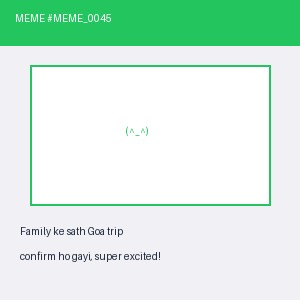 MEME #MEME_0045
(^_^)
Family ke sath Goa trip
confirm ho gayi, super excited!